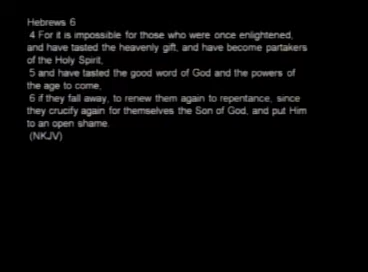 Hebrews 6
4 For it is impossible for those who were once enlightened,
and have tasted the heavenly gift, and have become partakers
of the Holy Spirit,
5 and have tasted the good word of God and the powers of
the age to come,
6 if they fall away, to renew them again to repentance, since
they crucify again for themselves the Son of God, and put Him
to an open shame.
(NKJV)